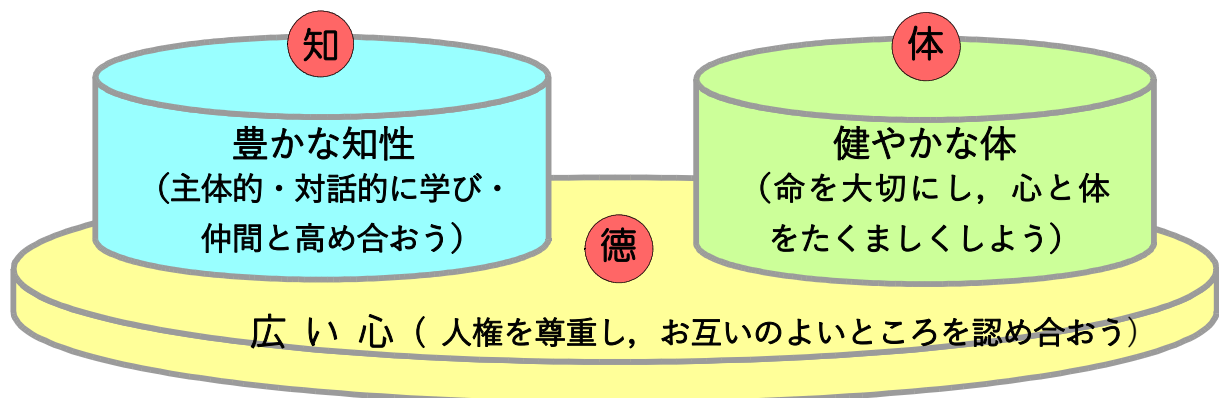 知
豊かな知性
（主体的・対話的に学び・
仲間と高め合おう）
体
健やかな体
（命を大切にし，心と体
をたくましくしよう）
徳
広い心（人権を尊重し，お互いのよいところを認め合おう）